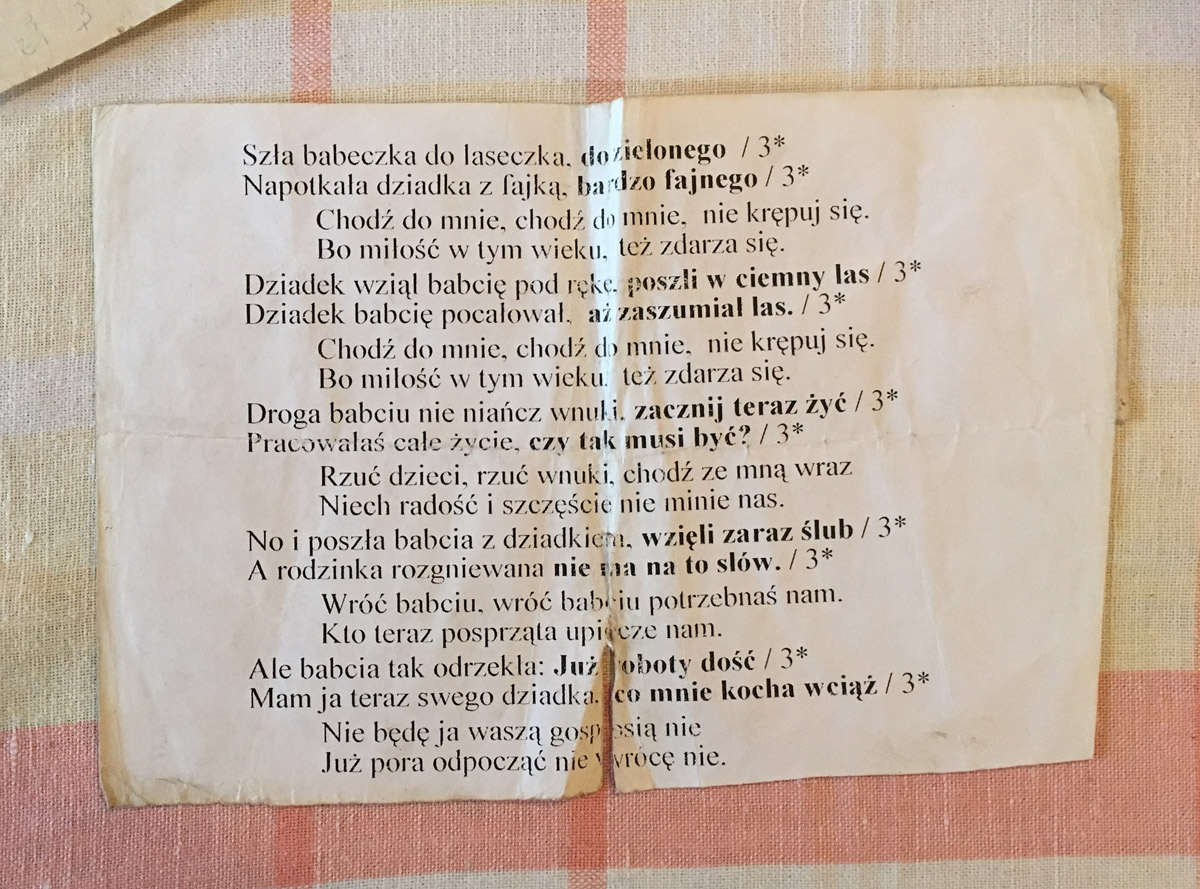 Szła babeczka do laseczka, do zielonego / 3*
Napotkała dziadka z fajką, bardzo fajnego / 3*
Chodź do mnie, chodź do mnie, nie krępuj się.
Bo miłość w tym wieku, też zdarza się.
Dziadek wziął babcię pod rękę, poszli w ciemny las / 3*
Dziadek babcię pocałował, aż zaszumiał las. / 3*
Chodź do mnie, chodź do mnie, nie krępuj się.
Bo miłość w tym wieku, też zdarza się.
Droga babciu nie niańcz wnuki, zacznij teraz żyć / 3*
Pracowałaś całe życie, czy tak musi być? / 3*
Rzuć dzieci, rzuć wnuki, chodź ze mną wraz
Niech radość i szczęście nie minie nas.
No i poszła babcia z dziadkiem, wzięli zaraz ślub / 3*
A rodzinka rozgniewana nie ma na to słów. / 3*
Wróć babciu, wróć babciu potrzebnaś nam.
Kto teraz posprząta upiecze nam.
Ale babcia tak odrzekła: Już roboty dość / 3*
Mam ja teraz swego dziadka, co mnie kocha wciąż / 3*
Nie będę ja waszą gosposią nie
Już pora odpocząć nie wrócę nie.